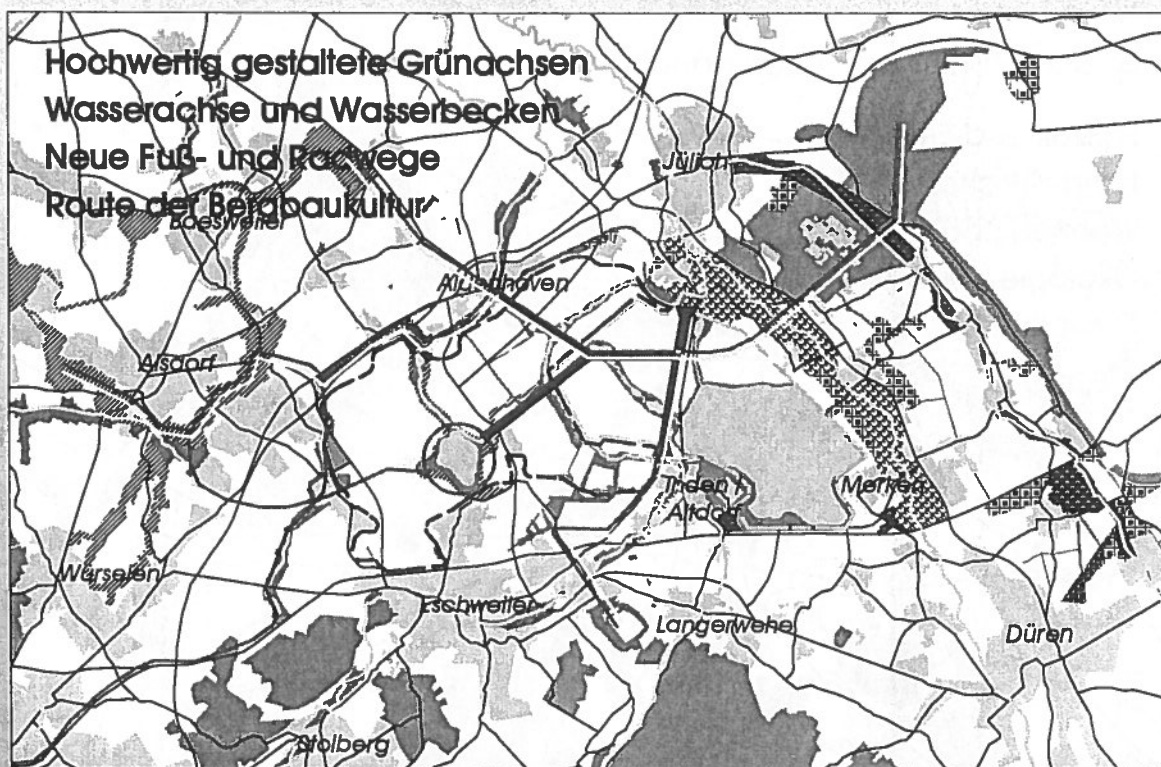 Hochwertig gestaltete Grünachsen
Wasserachse und Wasserbecken
Neue Fuß- und Radwege
Route der Bergbaukultur
Jülich
Baesweiler
Aldenhoven
Alsdorf
Inden /
Altdorf
Merken
Würselen
Eschweiler
Langerwehe
Düren
Stolberg